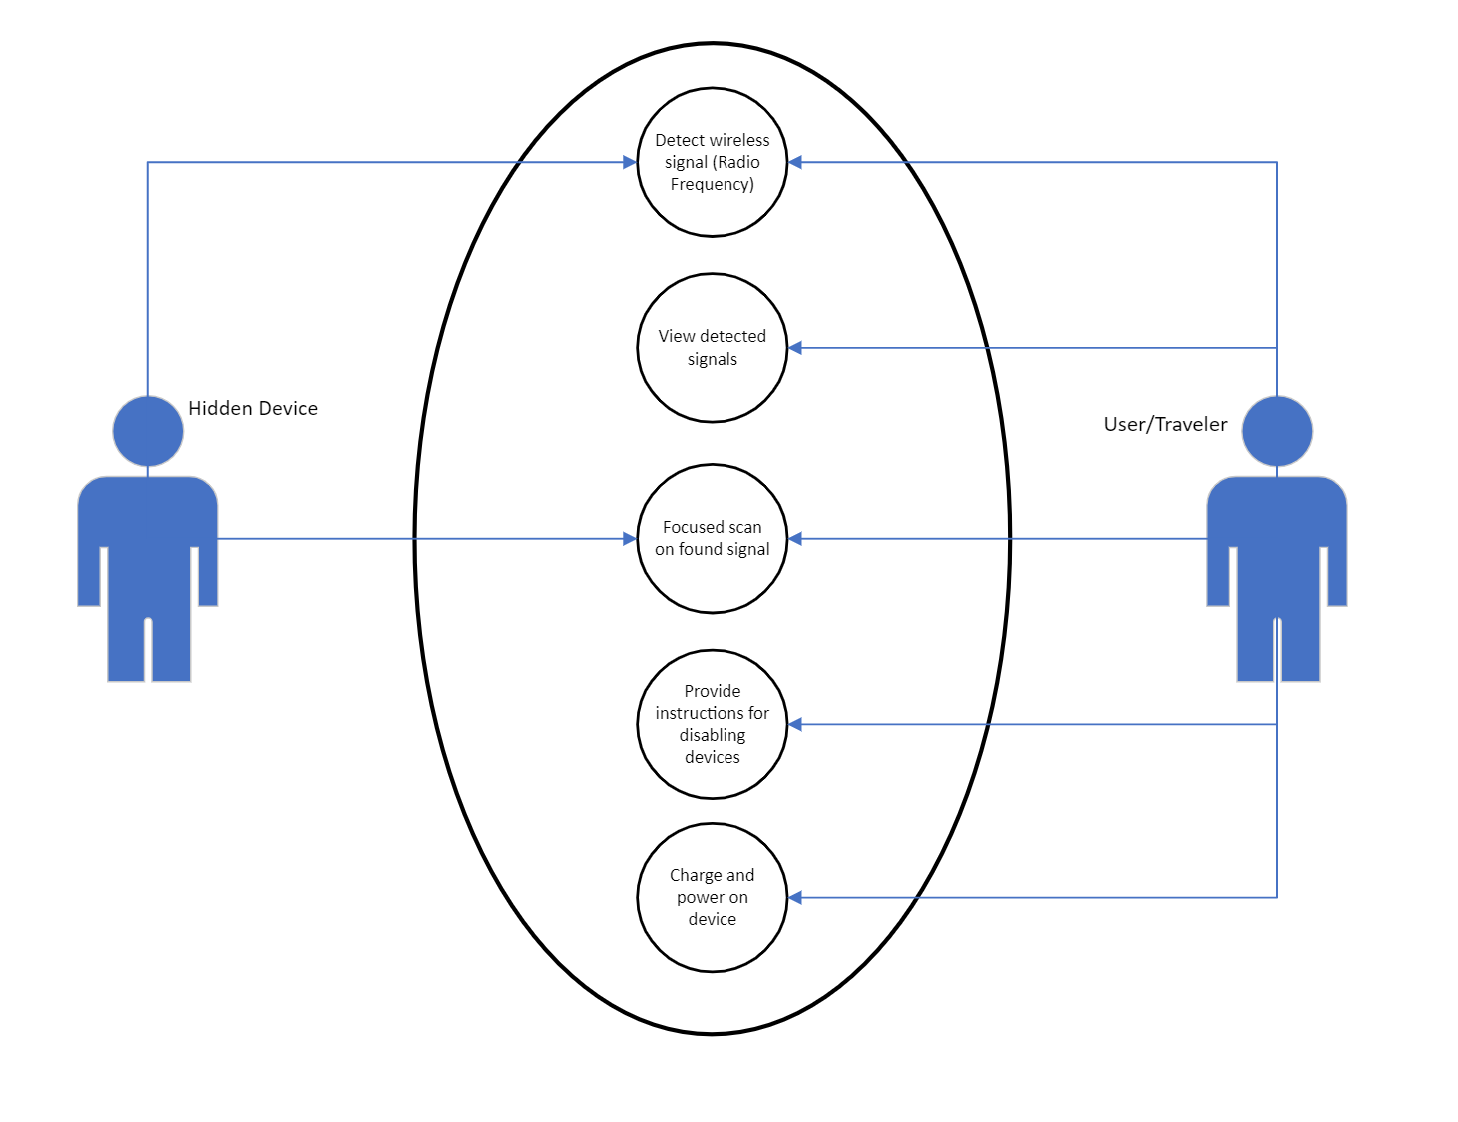 Detect wireless
signal (Radio
Frequency)
View detected
signals
Hidden Device
User/Traveler
Focused scan
on found signal
Provide
instructions for
disabling
devices
Charge and
power on
device